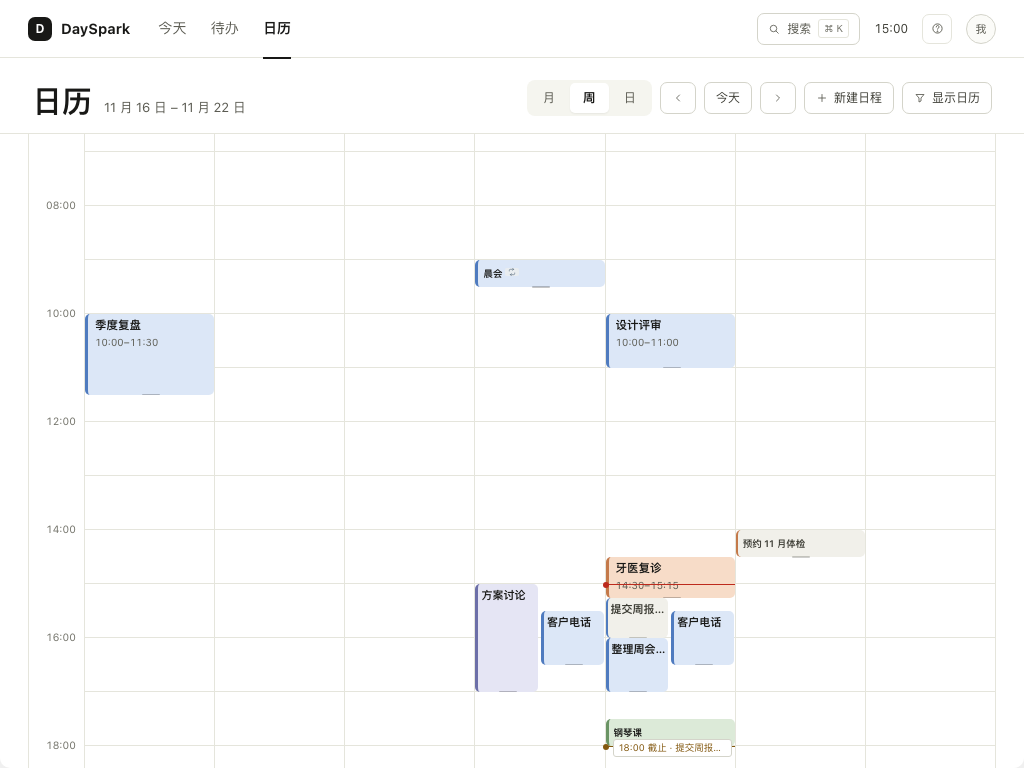 D DaySpark 今天 待办 日历 搜索 ⌘ K 15:00 我
日历 11 月 16 日 – 11 月 22 日 月 周 日 今天 新建日程 显示日历
08:00
晨会
10:00
季度复盘
10:00–11:30
设计评审
10:00–11:00
12:00
14:00
预约 11 月体检
牙医复诊
14:30–15:15
方案讨论
提交周报…
客户电话
客户电话
16:00
整理周会…
钢琴课
18:00
18:00 截止 · 提交周报…